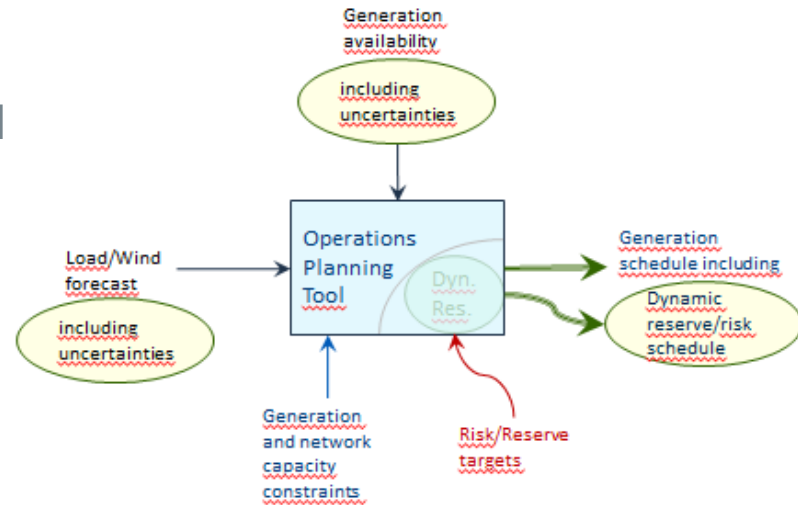 Generation
availability
including
uncertainties
Operations
Planning
Tool
Dyn.
Res.
Load/Wind
forecast
including
uncertainties
Generation
schedule including
Dynamic
reserve/risk
schedule
Generation
and network
capacity
constraints
Risk/Reserve
targets